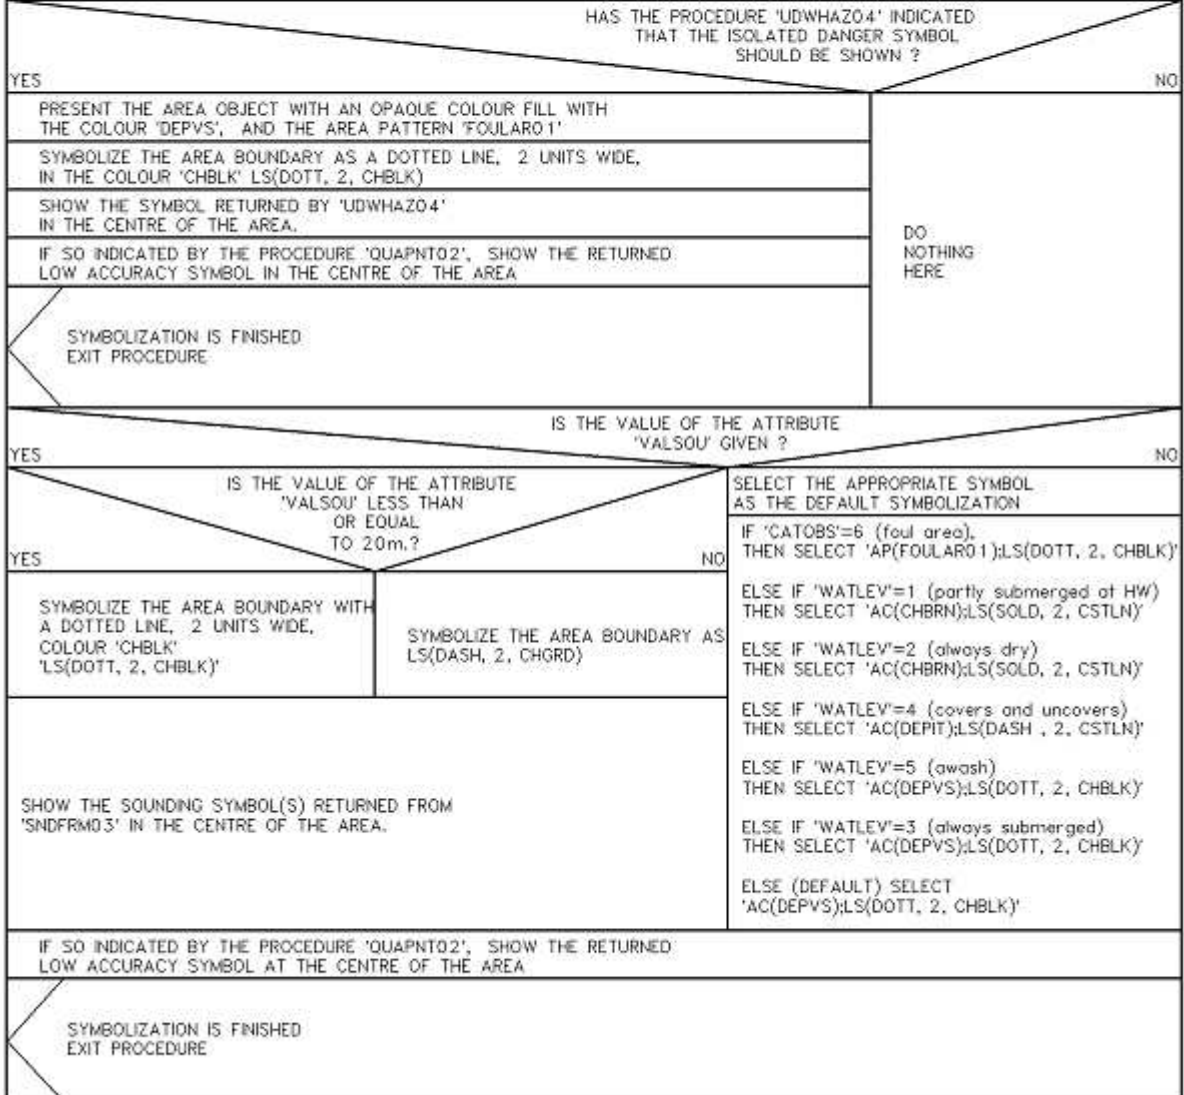 HAS THE PROCEDURE 'UDWHAZ04' INDICATED
THAT THE ISOLATED DANGER SYMBOL
SHOULD BE SHOWN ?
YES
NO
PRESENT THE AREA OBJECT WITH AN OPAQUE COLOUR FILL WITH
THE COLOUR 'DEPVS', AND THE AREA PATTERN 'FOULAR01'
SYMBOLIZE THE AREA BOUNDARY AS A DOTTED LINE, 2 UNITS WIDE,
IN THE COLOUR 'CHBLK' LS(DOTT, 2, CHBLK)
SHOW THE SYMBOL RETURNED BY 'UDWHAZ04'
IN THE CENTRE OF THE AREA.
IF SO INDICATED BY THE PROCEDURE 'QUAPNT02', SHOW THE RETURNED
LOW ACCURACY SYMBOL IN THE CENTRE OF THE AREA
SYMBOLIZATION IS FINISHED
EXIT PROCEDURE
DO
NOTHING
HERE
IS THE VALUE OF THE ATTRIBUTE
'VALSOU' GIVEN ?
YES
NO
IS THE VALUE OF THE ATTRIBUTE
'VALSOU' LESS THAN
OR EQUAL
TO 20m.?
YES
NO
SYMBOLIZE THE AREA BOUNDARY WITH
A DOTTED LINE, 2 UNITS WIDE,
COLOUR 'CHBLK'
'LS(DOTT, 2, CHBLK)'
SYMBOLIZE THE AREA BOUNDARY AS
LS(DASH, 2, CHGRD)
SHOW THE SOUNDING SYMBOL(S) RETURNED FROM
'SNDFRM03' IN THE CENTRE OF THE AREA.
SELECT THE APPROPRIATE SYMBOL
AS THE DEFAULT SYMBOLIZATION
IF 'CATOBS'=6 (foul area),
THEN SELECT 'AP(FOULAR01);LS(DOTT, 2, CHBLK)'
ELSE IF 'WATLEV'=1 (partly submerged at HW)
THEN SELECT 'AC(CHBRN);LS(SOLD, 2, CSTLN)'
ELSE IF 'WATLEV'=2 (always dry)
THEN SELECT 'AC(CHBRN);LS(SOLD, 2, CSTLN)'
ELSE IF 'WATLEV'=4 (covers and uncovers)
THEN SELECT 'AC(DEPIT);LS(DASH , 2, CSTLN)'
ELSE IF 'WATLEV'=5 (awash)
THEN SELECT 'AC(DEPVS);LS(DOTT, 2, CHBLK)'
ELSE IF 'WATLEV'=3 (always submerged)
THEN SELECT 'AC(DEPVS);LS(DOTT, 2, CHBLK)'
ELSE (DEFAULT) SELECT
'AC(DEPVS);LS(DOTT, 2, CHBLK)'
IF SO INDICATED BY THE PROCEDURE 'QUAPNT02', SHOW THE RETURNED
LOW ACCURACY SYMBOL AT THE CENTRE OF THE AREA
SYMBOLIZATION IS FINISHED
EXIT PROCEDURE